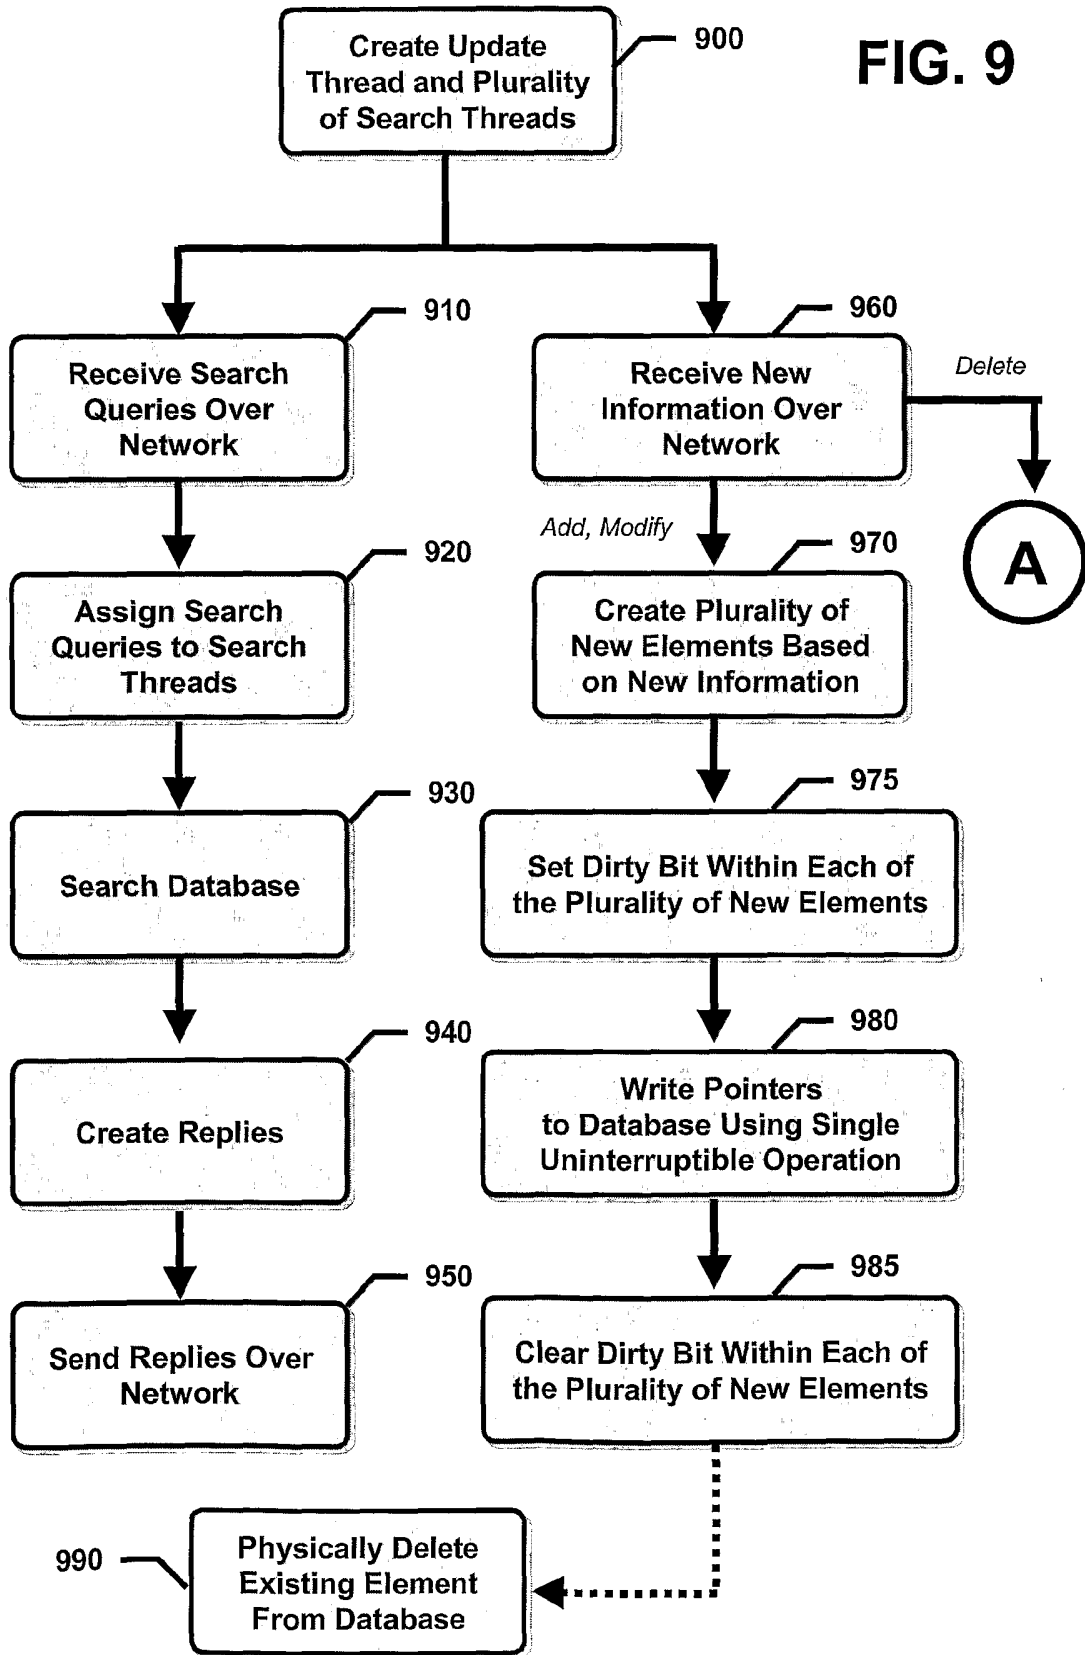 FIG. 9
Create Update
Thread and Plurality
of Search Threads
900
910
Receive Search
Queries Over
Network
920
Assign Search
Queries to Search
Threads
930
Search Database
940
Create Replies
950
Send Replies Over
Network
960
Receive New
Information Over
Network
Delete
A
Add, Modify
970
Create Plurality of
New Elements Based
on New Information
975
Set Dirty Bit Within Each of
the Plurality of New Elements
980
Write Pointers
to Database Using Single
Uninterruptible Operation
985
Clear Dirty Bit Within Each of
the Plurality of New Elements
990
Physically Delete
Existing Element
From Database